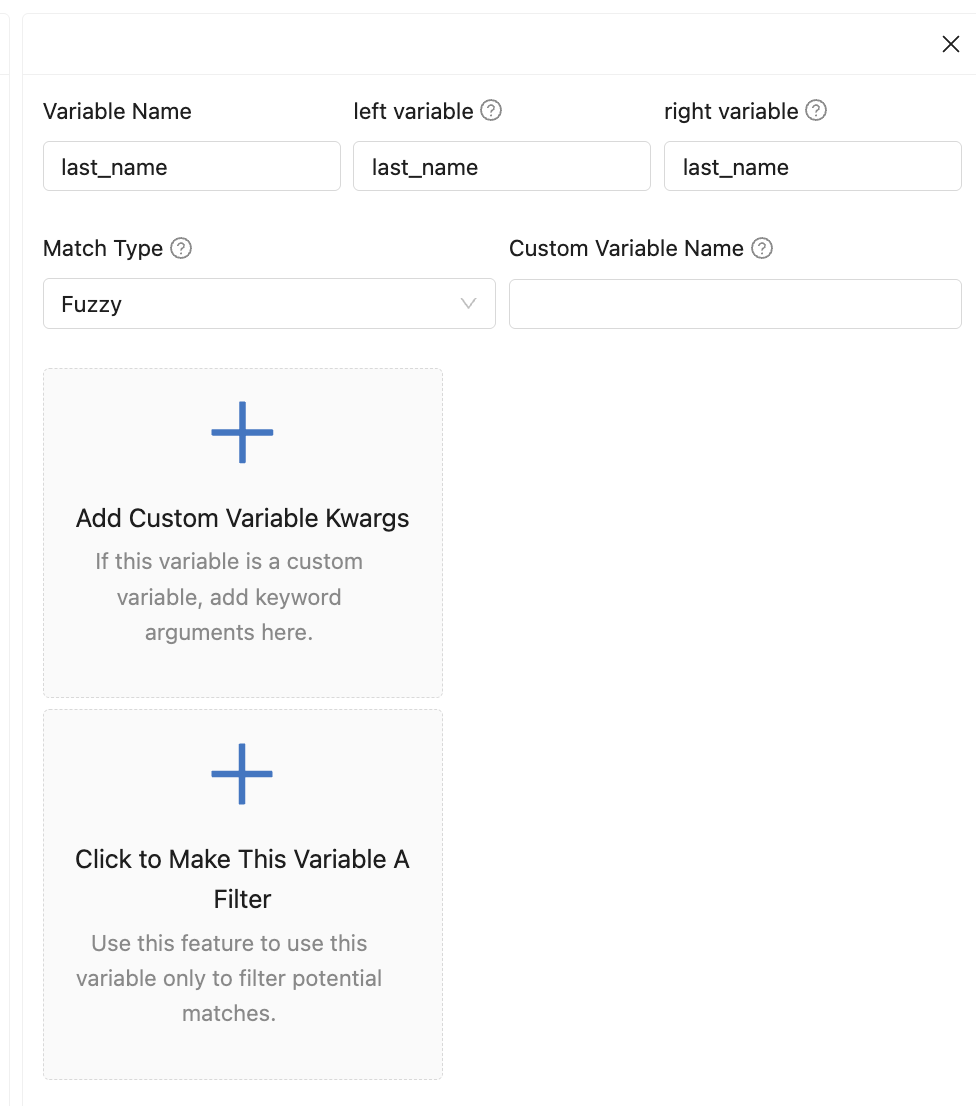 Variable Name
left variable ?
right variable ?
last_name
last_name
last_name
Match Type ?
Custom Variable Name ?
Fuzzy
Add Custom Variable Kwargs
If this variable is a custom
variable, add keyword
arguments here.
Click to Make This Variable A
Filter
Use this feature to use this
variable only to filter potential
matches.